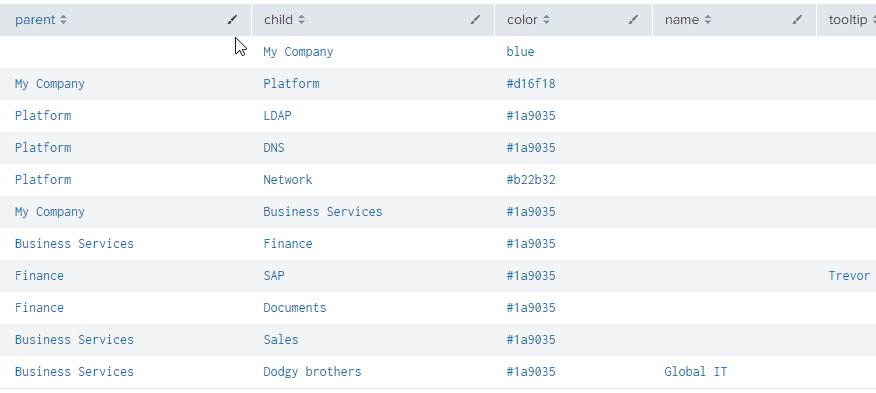 parent child color name tooltip
My Company blue
My Company Platform #d16f18
Platform LDAP #1a9035
Platform DNS #1a9035
Platform Network #b22b32
My Company Business Services #1a9035
Business Services Finance #1a9035
Finance SAP #1a9035 Trevor
Finance Documents #1a9035
Business Services Sales #1a9035
Business Services Dodgy brothers #1a9035 Global IT